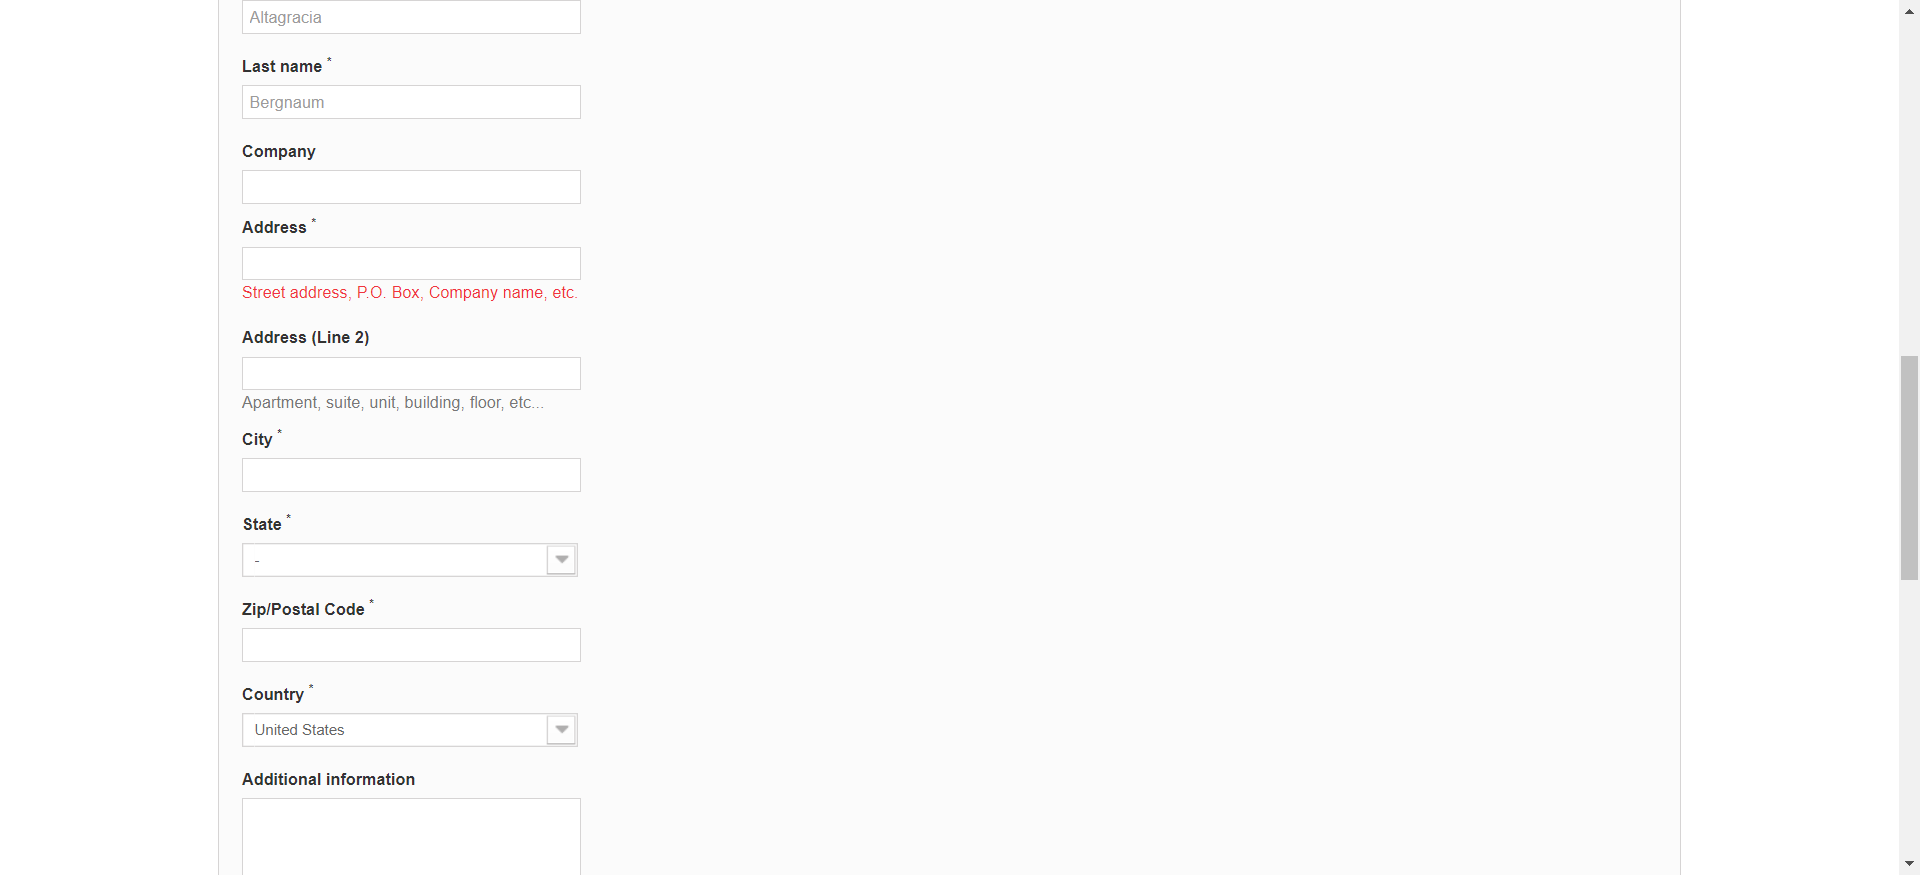 Altagracia
Last name *
Bergnaum
Company
Address *
Street address, P.O. Box, Company name, etc.
Address (Line 2)
Apartment, suite, unit, building, floor, etc...
City *
State *
-
Zip/Postal Code *
Country *
United States
Additional information